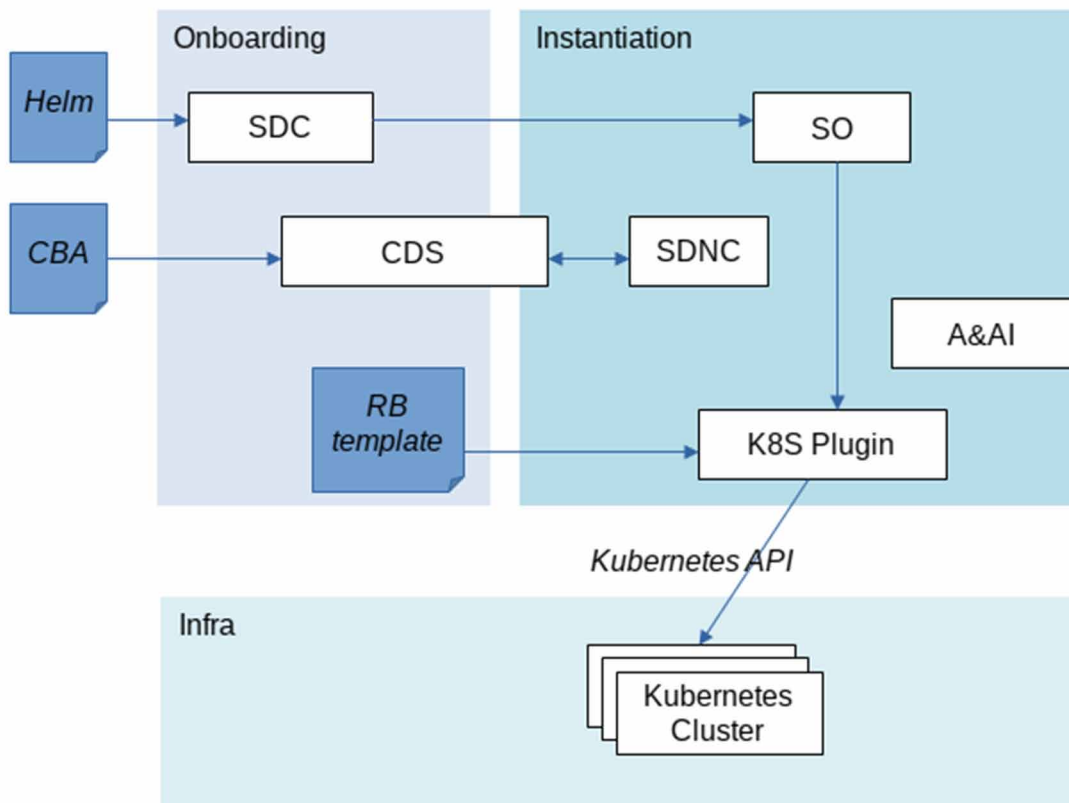 Onboarding
Instantiation
Helm
SDC
SO
CBA
CDS
SDNC
A&AI
RB
template
K8S Plugin
Kubernetes API
Infra
Kubernetes
Cluster